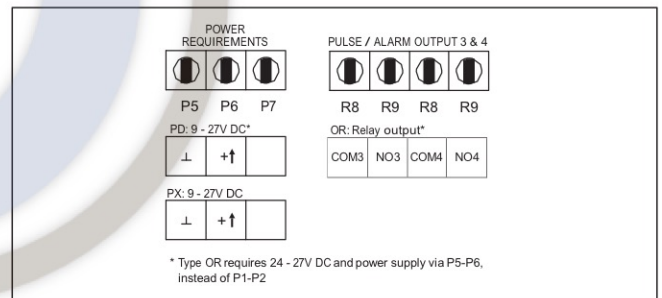 POWER
REQUIREMENTS
PULSE / ALARM OUTPUT 3 & 4
P5 P6 P7
R8 R9 R8 R9
PD: 9 - 27V DC*
OR: Relay output*
⊥ +↑
COM3 NO3 COM4 NO4
PX: 9 - 27V DC
⊥ +↑
* Type OR requires 24 - 27V DC and power supply via P5-P6,
instead of P1-P2